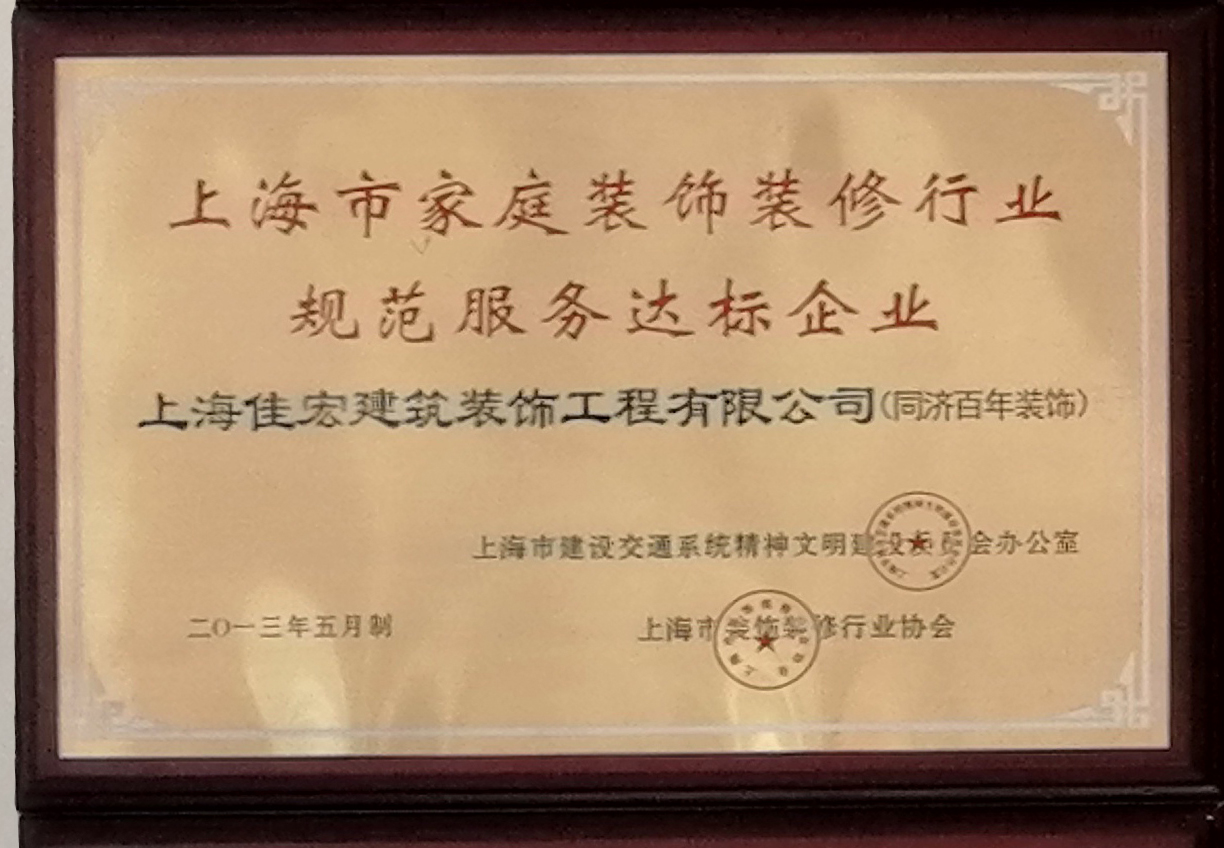 上海市家庭装饰装修行业
规范服务达标企业
上海佳宏建筑装饰工程有限公司(同济百年装饰)
上海市建设交通系统精神文明建设委员会办公室
二〇一三年五月制
上海市装饰装修行业协会